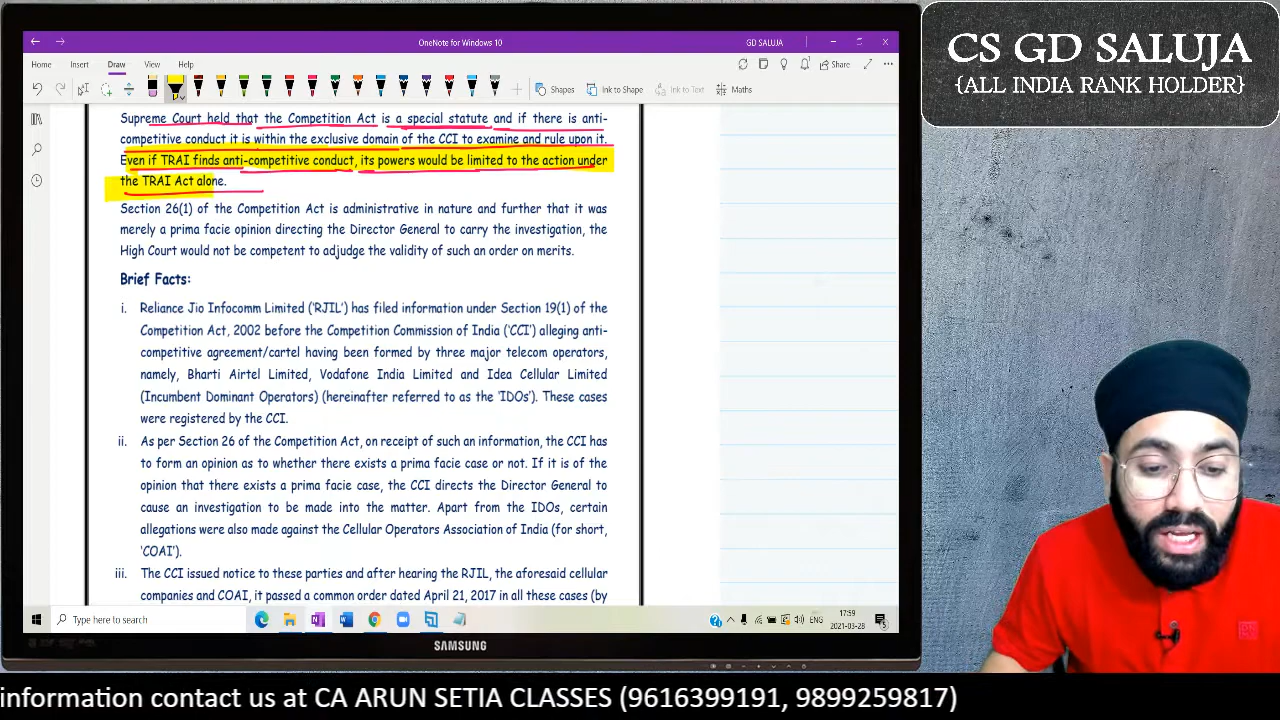 CS GD SALUJA
{ALL INDIA RANK HOLDER}
OneNote for Windows 10
GD SALUJA
Home
Insert
Draw
View
Help
Share
Shapes
Ink to Shape
Ink to Text
Maths
Supreme Court held that the Competition Act is a special statute and if there is anti-
competitive conduct it is within the exclusive domain of the CCI to examine and rule upon it.
Even if TRAI finds anti-competitive conduct, its powers would be limited to the action under
the TRAI Act alone.
Section 26(1) of the Competition Act is administrative in nature and further that it was
merely a prima facie opinion directing the Director General to carry the investigation, the
High Court would not be competent to adjudge the validity of such an order on merits.
Brief Facts:
i. Reliance Jio Infocomm Limited ('RJIL') has filed information under Section 19(1) of the
Competition Act, 2002 before the Competition Commission of India ('CCI') alleging anti-
competitive agreement/cartel having been formed by three major telecom operators,
namely, Bharti Airtel Limited, Vodafone India Limited and Idea Cellular Limited
(Incumbent Dominant Operators) (hereinafter referred to as the 'IDOs'). These cases
were registered by the CCI.
ii. As per Section 26 of the Competition Act, on receipt of such an information, the CCI has
to form an opinion as to whether there exists a prima facie case or not. If it is of the
opinion that there exists a prima facie case, the CCI directs the Director General to
cause an investigation to be made into the matter. Apart from the IDOs, certain
allegations were also made against the Cellular Operators Association of India (for short,
'COAI').
iii. The CCI issued notice to these parties and after hearing the RJIL, the aforesaid cellular
companies and COAI, it passed a common order dated April 21, 2017 in all these cases (by
Type here to search
ENG
17:59
2021-03-28
SAMSUNG
information contact us at CA ARUN SETIA CLASSES (9616399191, 9899259817)